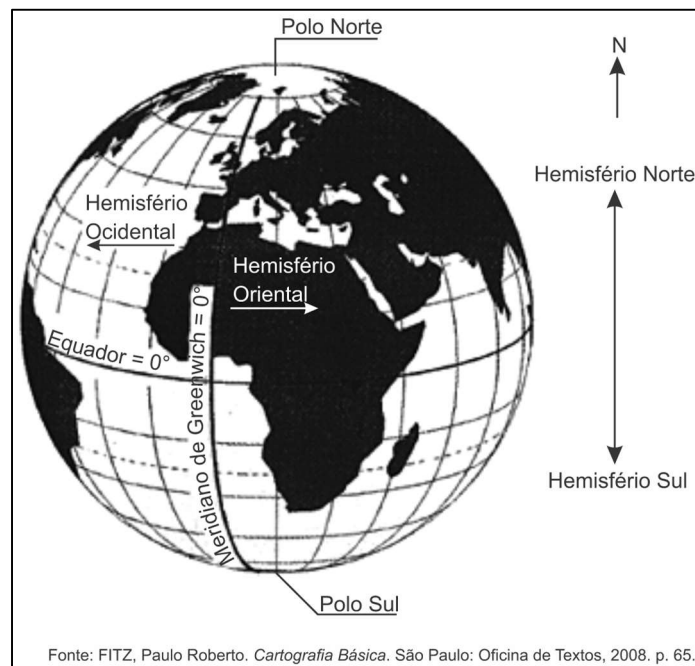 Polo Norte
N
Hemisfério Norte
Hemisfério
Ocidental
Hemisfério
Oriental
Equador = 0°
Meridiano de Greenwich = 0°
Hemisfério Sul
Polo Sul
Fonte: FITZ, Paulo Roberto. Cartografia Básica. São Paulo: Oficina de Textos, 2008. p. 65.